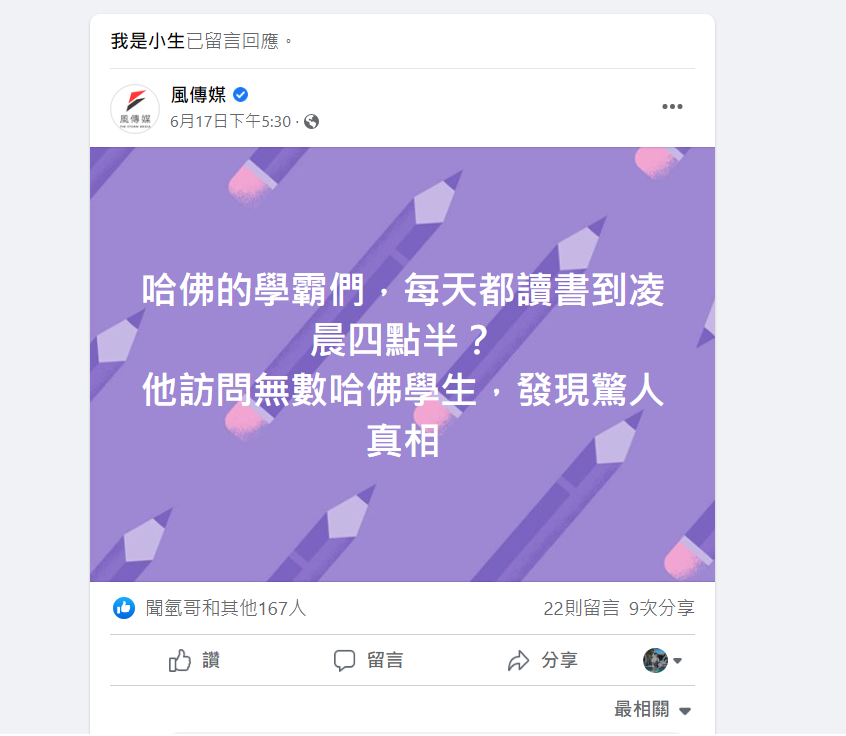 我是小生已留言回應。
風傳媒
風傳媒
6月17日下午5:30 ·
哈佛的學霸們，每天都讀書到凌
晨四點半？
他訪問無數哈佛學生，發現驚人
真相
聞氫哥和其他167人
22則留言 9次分享
讚
留言
分享
最相關